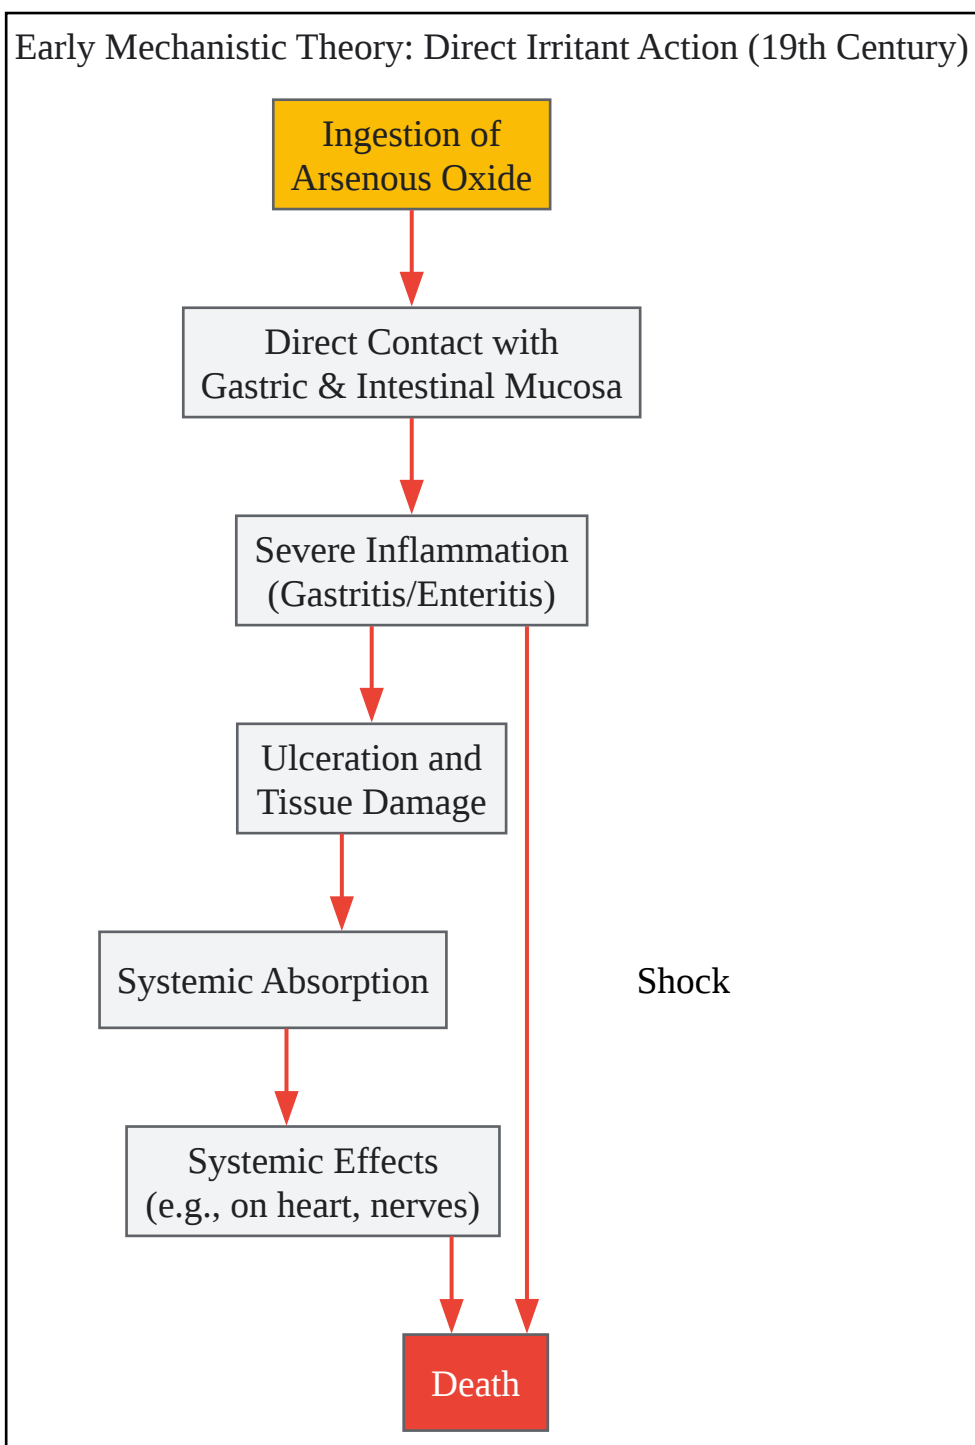 Early Mechanistic Theory: Direct Irritant Action (19th Century)
Ingestion of
Arsenous Oxide
Direct Contact with
Gastric & Intestinal Mucosa
Severe Inflammation
(Gastritis/Enteritis)
Ulceration and
Tissue Damage
Systemic Absorption
Shock
Systemic Effects
(e.g., on heart, nerves)
Death